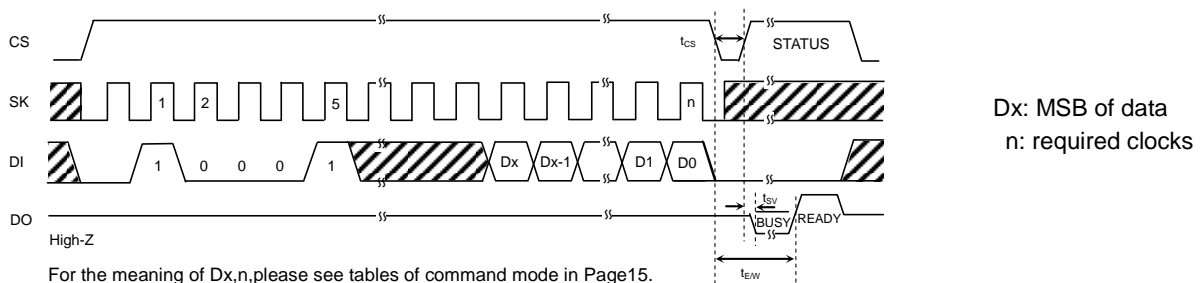 CS tCS STATUS
SK 1 2 5 n
Dx: MSB of data
n: required clocks
DI 1 0 0 0 1 Dx Dx-1 D1 D0
tSV
DO BUSY READY
High-Z
For the meaning of Dx,n,please see tables of command mode in Page15.
tE/W